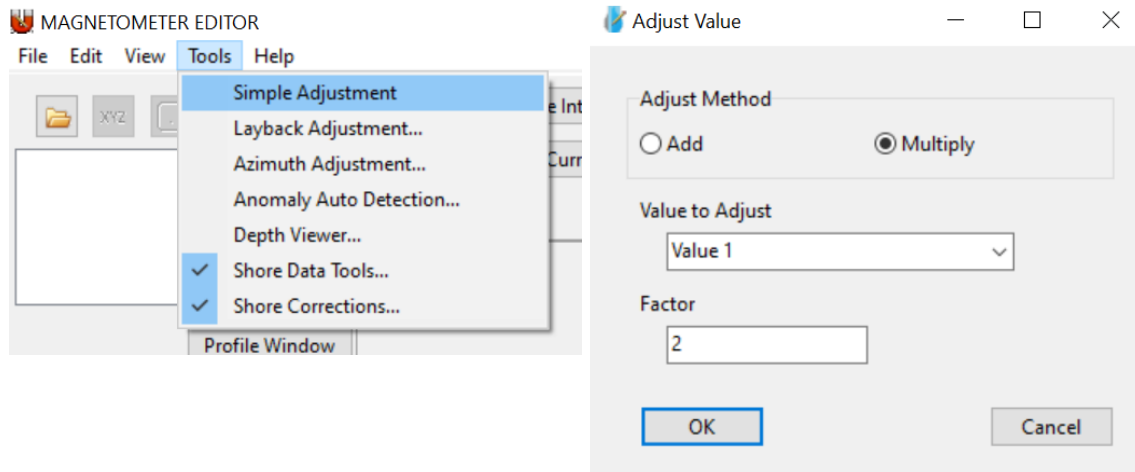 MAGNETOMETER EDITOR
File Edit View Tools Help
Simple Adjustment
Layback Adjustment...
Azimuth Adjustment...
Anomaly Auto Detection...
Depth Viewer...
Shore Data Tools...
Shore Corrections...
XYZ
e Int
Curr
Profile Window
Adjust Value
Adjust Method
Add Multiply
Value to Adjust
Value 1
Factor
2
OK Cancel